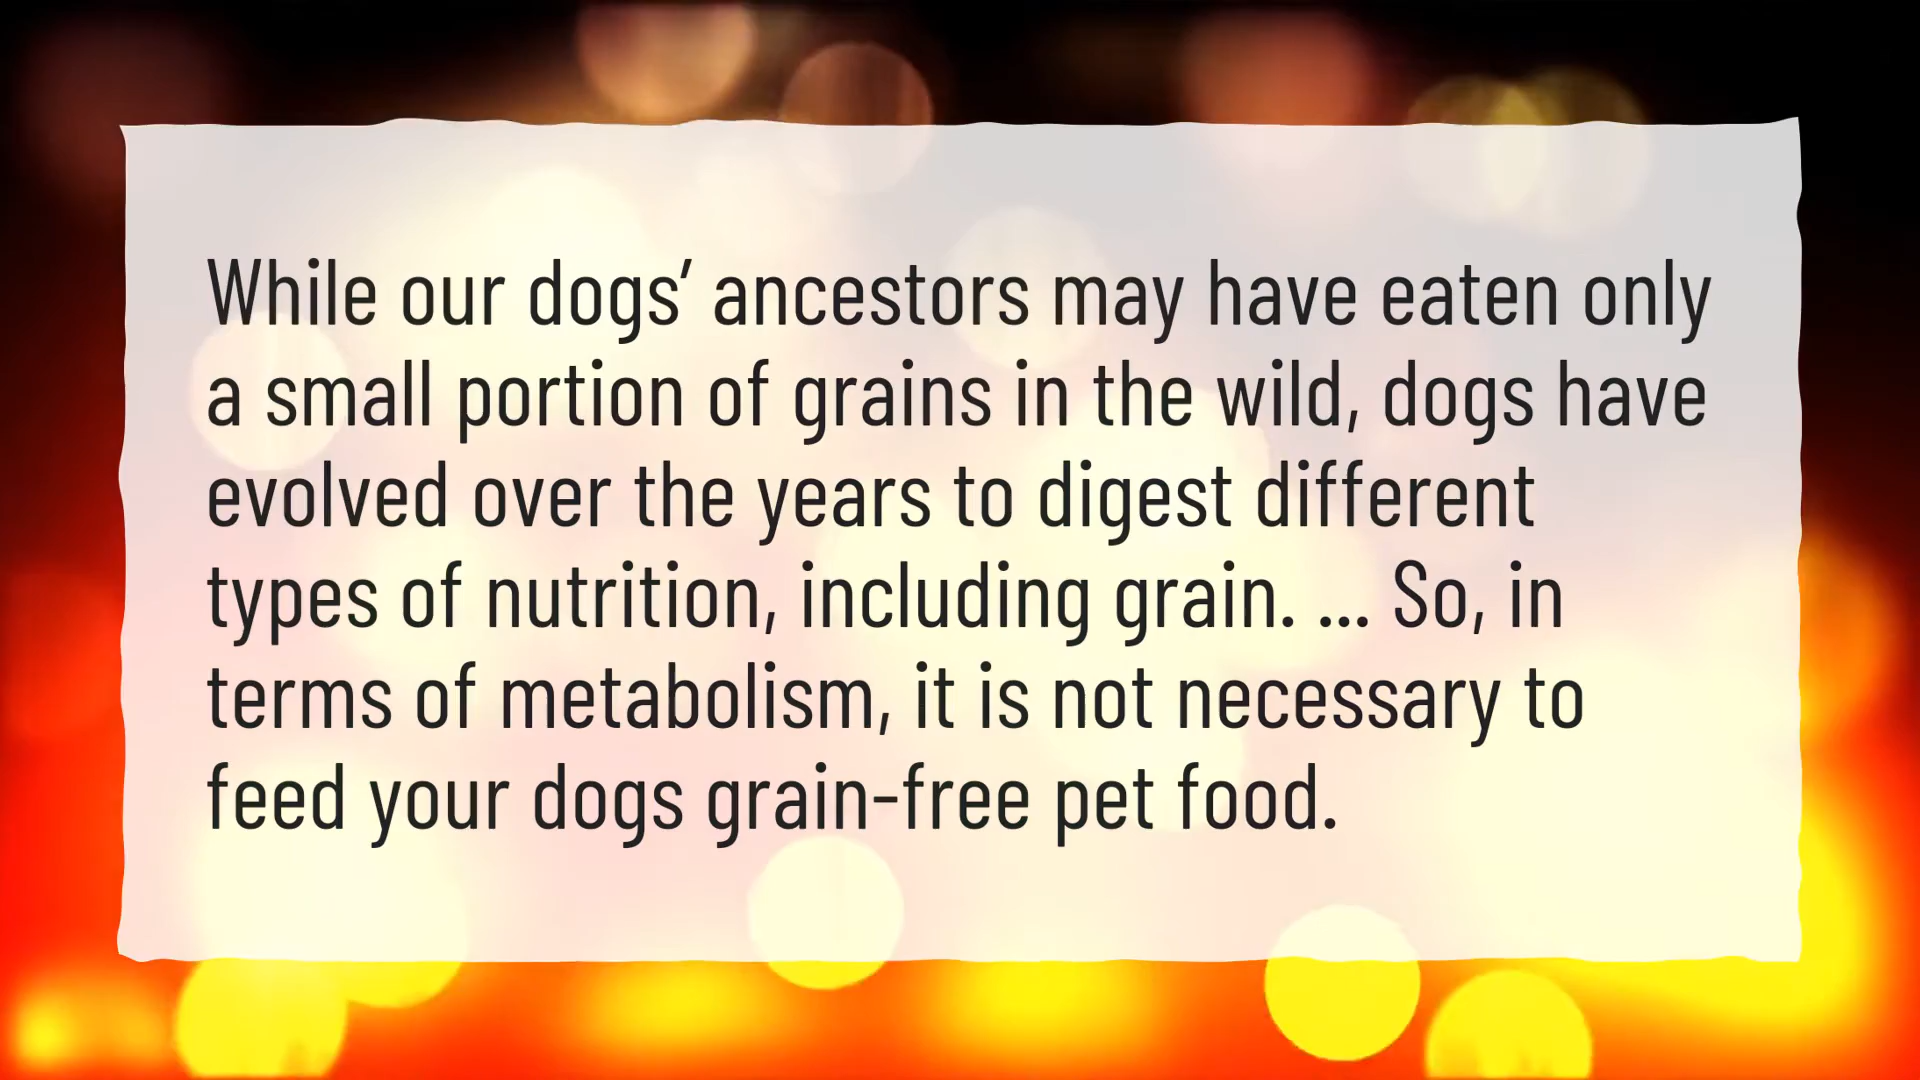 While our dogs’ ancestors may have eaten only
a small portion of grains in the wild, dogs have
evolved over the years to digest different
types of nutrition, including grain. ... So, in
terms of metabolism, it is not necessary to
feed your dogs grain-free pet food.